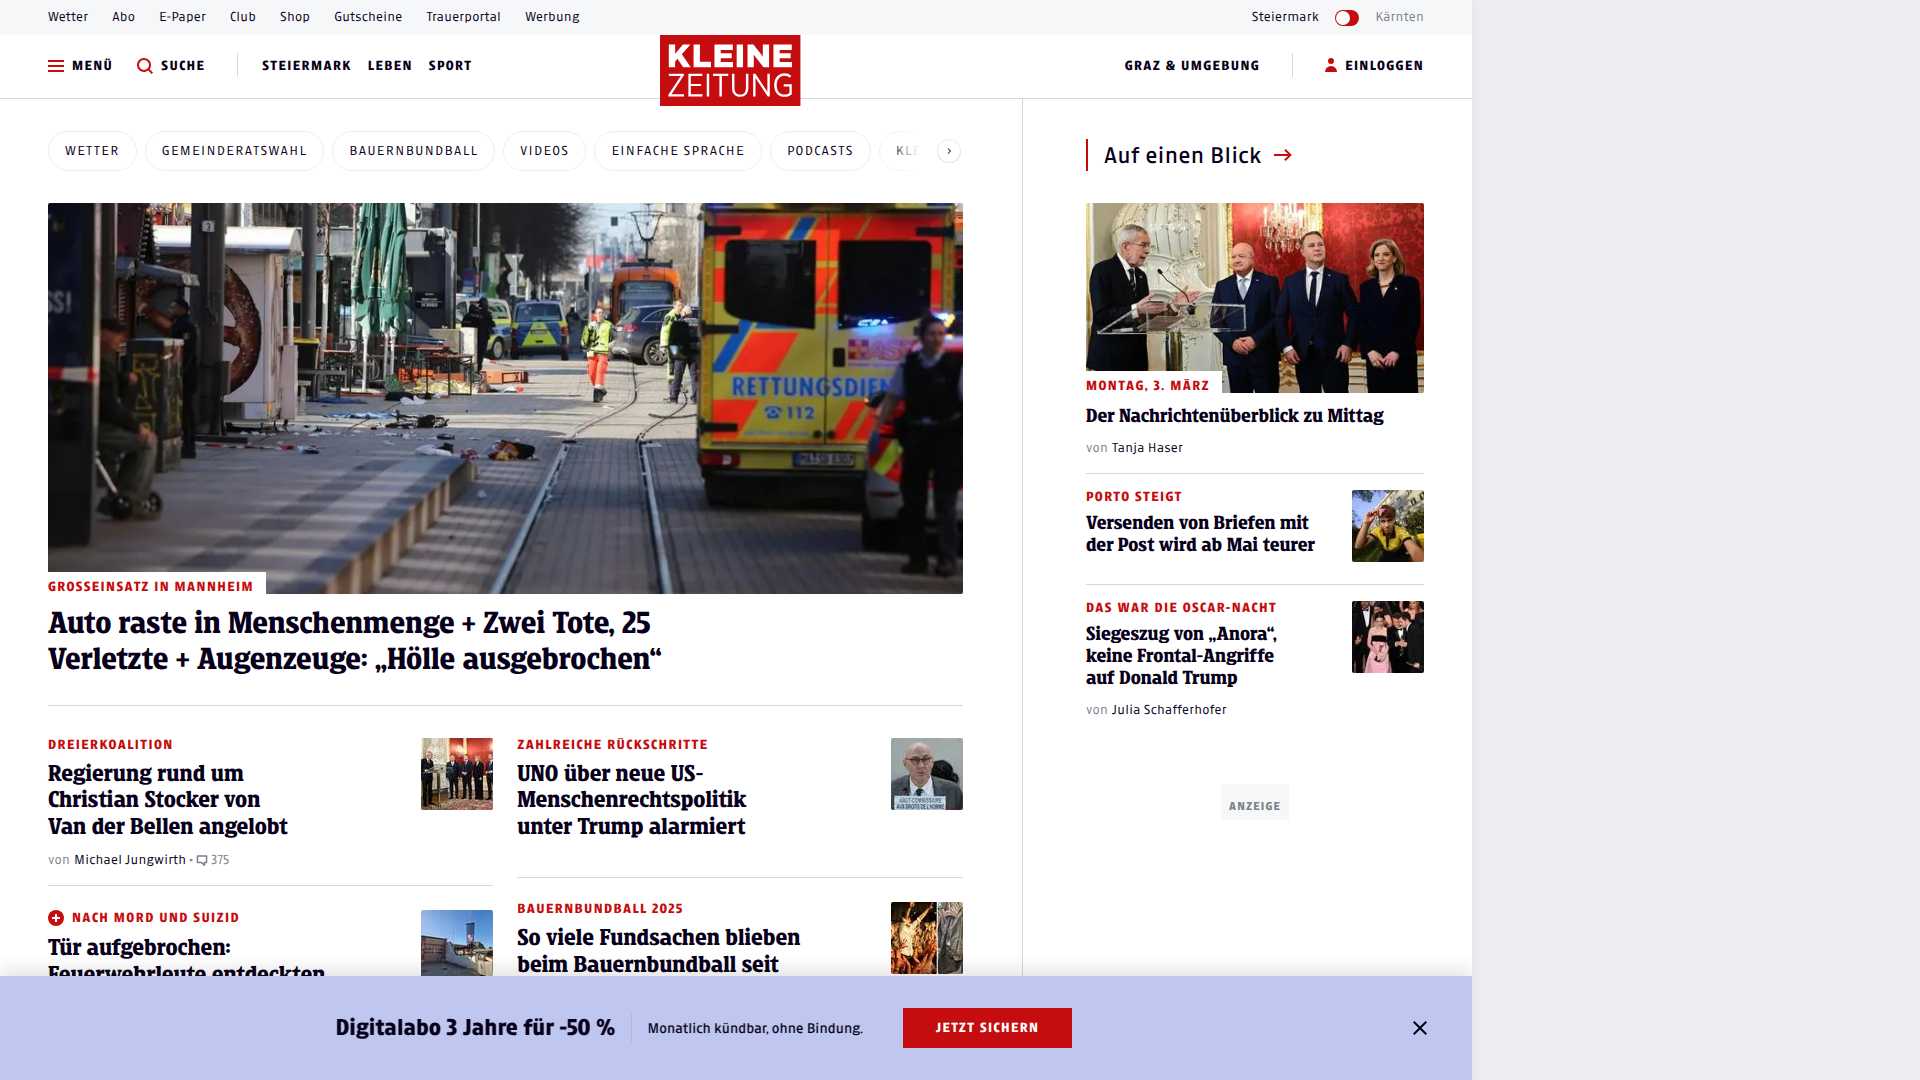 Wetter Abo E-Paper Club Shop Gutscheine Trauerportal Werbung Steiermark Kärnten
MENÜ SUCHE STEIERMARK LEBEN SPORT KLEINE ZEITUNG GRAZ & UMGEBUNG EINLOGGEN
WETTER GEMEINDERATSWAHL BAUERNBUNDBALL VIDEOS EINFACHE SPRACHE PODCASTS
RETTUNGSDIEN
112
GROSSEINSATZ IN MANNHEIM
Auto raste in Menschenmenge + Zwei Tote, 25
Verletzte + Augenzeuge: „Hölle ausgebrochen“
DREIERKOALITION
Regierung rund um
Christian Stocker von
Van der Bellen angelobt
von Michael Jungwirth • 375
NACH MORD UND SUIZID
Tür aufgebrochen:
Feuerwehrleute entdeckten
ZAHLREICHE RÜCKSCHRITTE
UNO über neue US-
Menschenrechtspolitik
unter Trump alarmiert
HAUT-COMMISSAIRE
AUX DROITS DE L'HOMME
BAUERNBUNDBALL 2025
So viele Fundsachen blieben
beim Bauernbundball seit
Auf einen Blick
MONTAG, 3. MÄRZ
Der Nachrichtenüberblick zu Mittag
von Tanja Haser
PORTO STEIGT
Versenden von Briefen mit
der Post wird ab Mai teurer
DAS WAR DIE OSCAR-NACHT
Siegeszug von „Anora“,
keine Frontal-Angriffe
auf Donald Trump
von Julia Schafferhofer
ANZEIGE
Digitalabo 3 Jahre für -50 % Monatlich kündbar, ohne Bindung. JETZT SICHERN